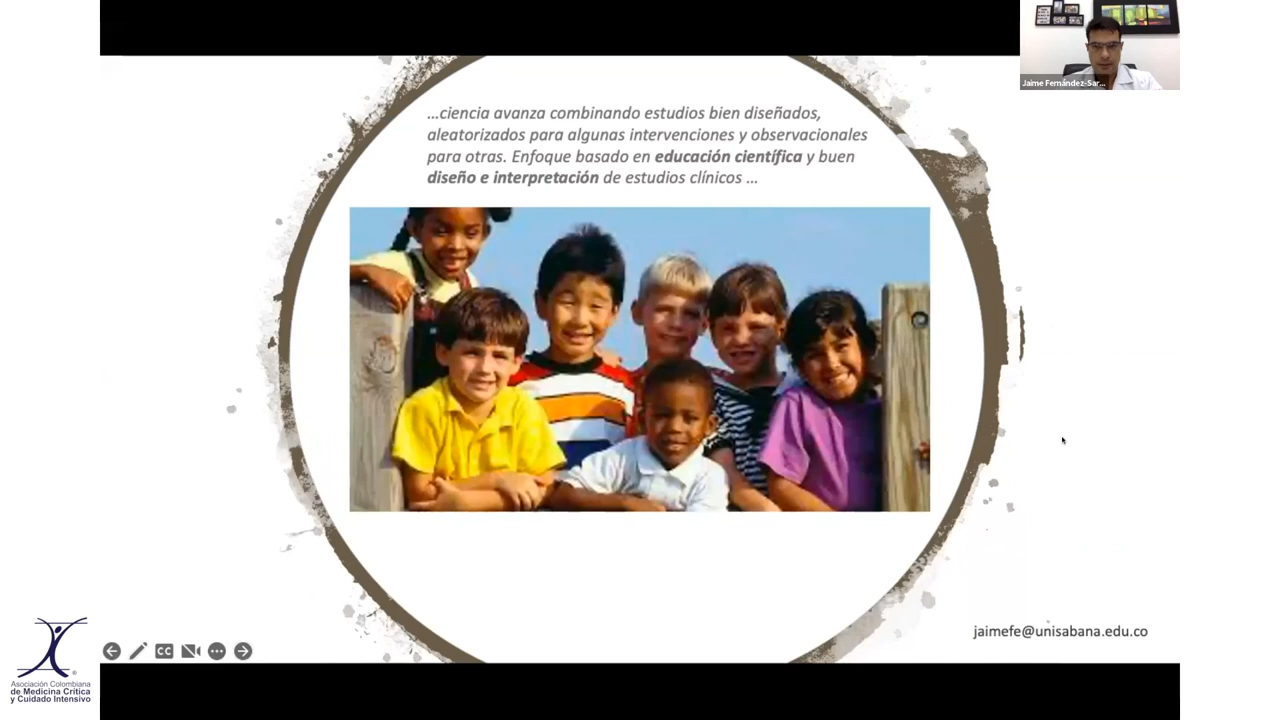 Jaime Fernández-Sar...
...ciencia avanza combinando estudios bien diseñados,
aleatorizados para algunas intervenciones y observacionales
para otras. Enfoque basado en educación científica y buen
diseño e interpretación de estudios clínicos ...
jaimefe@unisabana.edu.co
CC
Asociación Colombiana
de Medicina Crítica
y Cuidado Intensivo